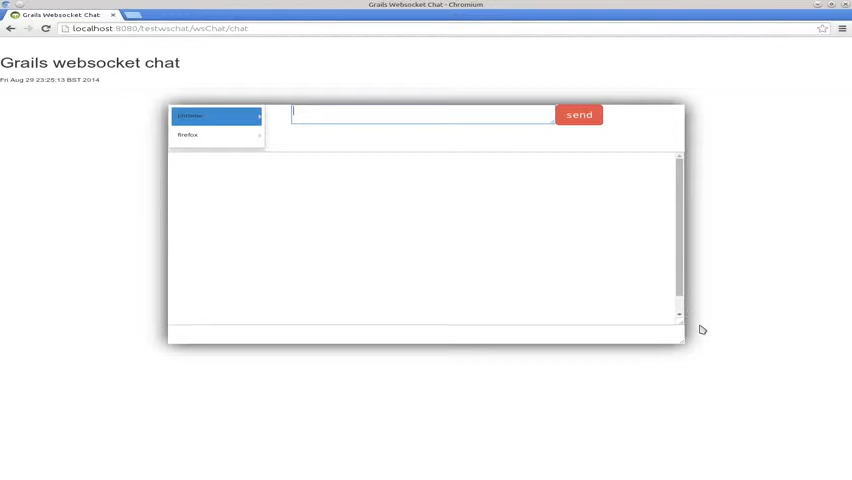 Grails Websocket Chat - Chromium
Grails Websocket Chat
localhost:8080/testwschat/wsChat/chat
Grails websocket chat
Fri Aug 29 23:25:13 BST 2014
send
firefox